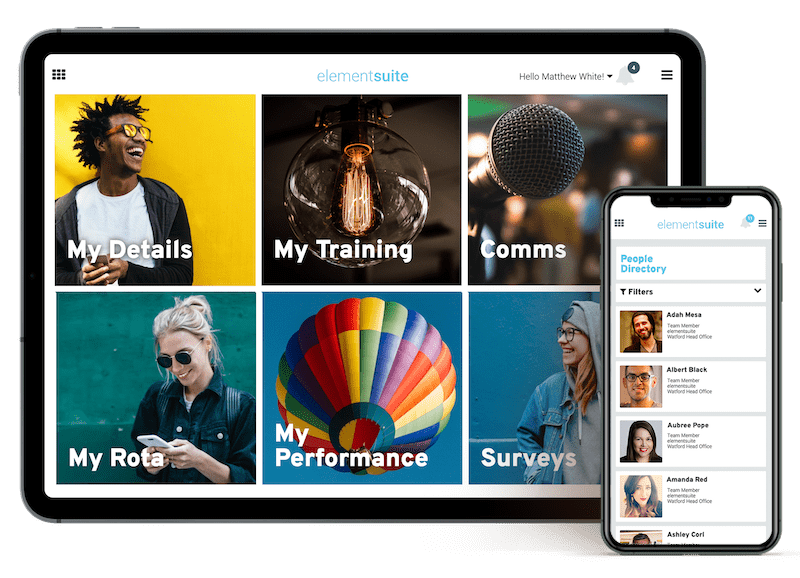 elementsuite
Hello Matthew White!
4
My Details
My Training
Comms
My Rota
My
Performance
Surveys
elementsuite
People
Directory
Filters
Adah Mesa
Team Member
elementsuite
Watford Head Office
Albert Black
Team Member
elementsuite
Watford Head Office
Aubree Pope
Team Member
elementsuite
Watford Head Office
Amanda Red
Team Member
elementsuite
Watford Head Office
Ashley Cori
Team Member